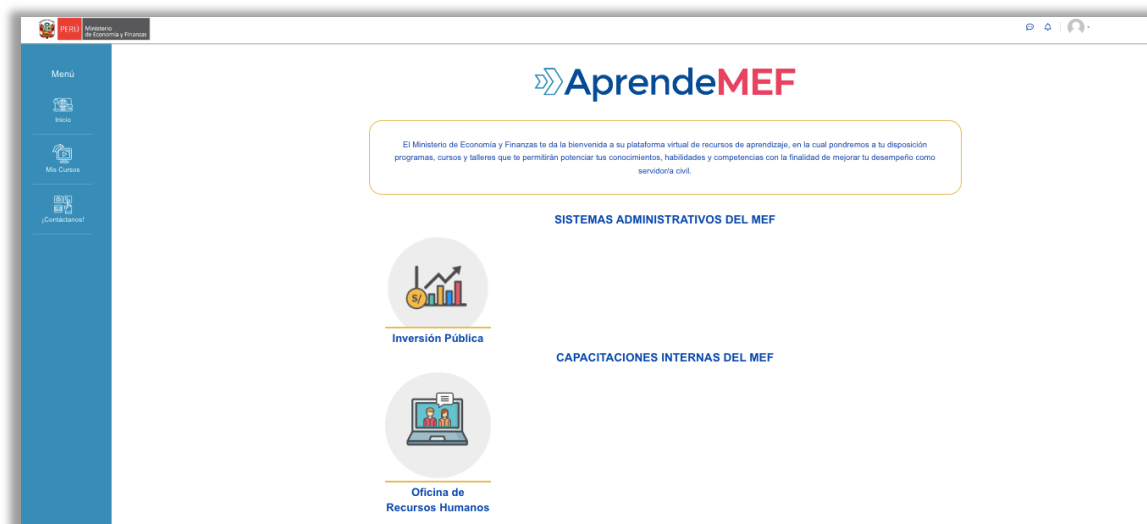 PERÚ
Ministerio
de Economía y Finanzas
Menú
Inicio
Mis Cursos
¡Contáctanos!
AprendeMEF
El Ministerio de Economía y Finanzas te da la bienvenida a su plataforma virtual de recursos de aprendizaje, en la cual pondremos a tu disposición
programas, cursos y talleres que te permitirán potenciar tus conocimientos, habilidades y competencias con la finalidad de mejorar tu desempeño como
servidor/a civil.
SISTEMAS ADMINISTRATIVOS DEL MEF
S/
Inversión Pública
CAPACITACIONES INTERNAS DEL MEF
Oficina de
Recursos Humanos